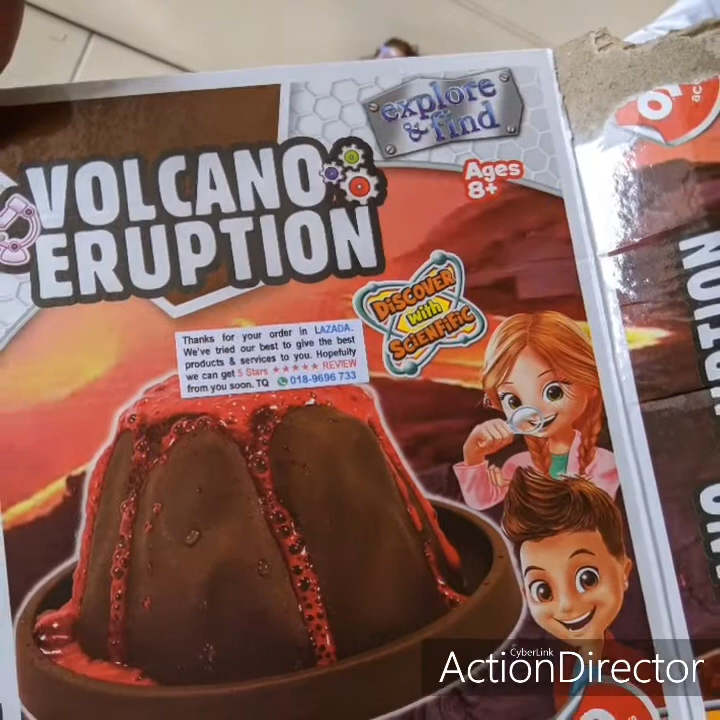 explore
& find
VOLCANO
ERUPTION
Ages
8+
DISCOVER
With
SCIENFIFIC
Thanks for your order in LAZADA.
We've tried our best to give the best
products & services to you. Hopefully
we can get 5 Stars ★★★★★ REVIEW
from you soon. TQ 018-9696 733
CyberLink
ActionDirector